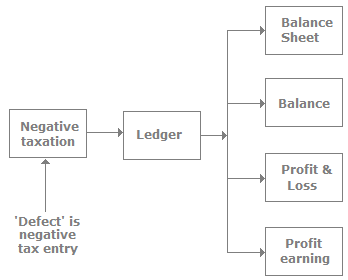 Negative
taxation
'Defect' is
negative
tax entry
Ledger
Balance
Sheet
Balance
Profit &
Loss
Profit
earning